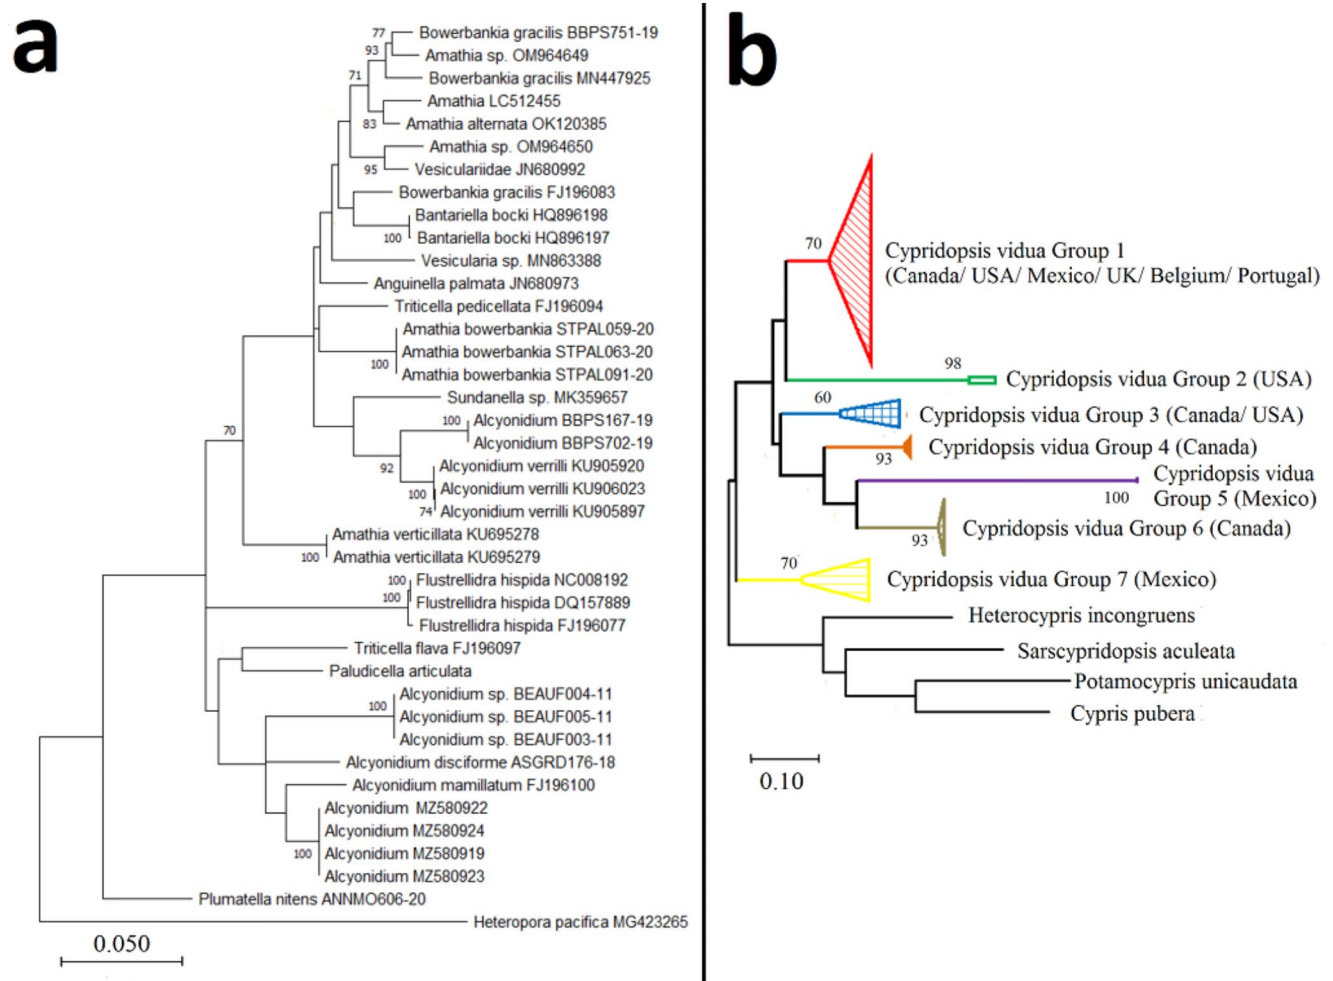 a
77
Bowerbankia gracilis BBPS751-19
93
Amathia sp. OM964649
71
Bowerbankia gracilis MN447925
Amathia LC512455
83
Amathia alternata OK120385
Amathia sp. OM964650
95
Vesiculariidae JN680992
Bowerbankia gracilis FJ196083
Bantariella bocki HQ896198
100
Bantariella bocki HQ896197
Vesicularia sp. MN863388
Anguinella palmata JN680973
Triticella pedicellata FJ196094
Amathia bowerbankia STPAL059-20
Amathia bowerbankia STPAL063-20
100
Amathia bowerbankia STPAL091-20
Sundanella sp. MK359657
100
Alcyonidium BBPS167-19
70
Alcyonidium BBPS702-19
92
Alcyonidium verrilli KU905920
100
Alcyonidium verrilli KU906023
74
Alcyonidium verrilli KU905897
Amathia verticillata KU695278
100
Amathia verticillata KU695279
100
Flustrellidra hispida NC008192
100
Flustrellidra hispida DQ157889
Flustrellidra hispida FJ196077
Triticella flava FJ196097
Paludicella articulata
Alcyonidium sp. BEAUF004-11
100
Alcyonidium sp. BEAUF005-11
Alcyonidium sp. BEAUF003-11
Alcyonidium disciforme ASGRD176-18
Alcyonidium mamillatum FJ196100
Alcyonidium MZ580922
Alcyonidium MZ580924
100
Alcyonidium MZ580919
Alcyonidium MZ580923
Plumatella nitens ANNMO606-20
Heteropora pacifica MG423265
0.050
b
70
Cypridopsis vidua Group 1
(Canada/ USA/ Mexico/ UK/ Belgium/ Portugal)
98
Cypridopsis vidua Group 2 (USA)
60
Cypridopsis vidua Group 3 (Canada/ USA)
93
Cypridopsis vidua Group 4 (Canada)
Cypridopsis vidua
100
Group 5 (Mexico)
93
Cypridopsis vidua Group 6 (Canada)
70
Cypridopsis vidua Group 7 (Mexico)
Heterocypris incongruens
Sarscypridopsis aculeata
Potamocypris unicaudata
Cypris pubera
0.10